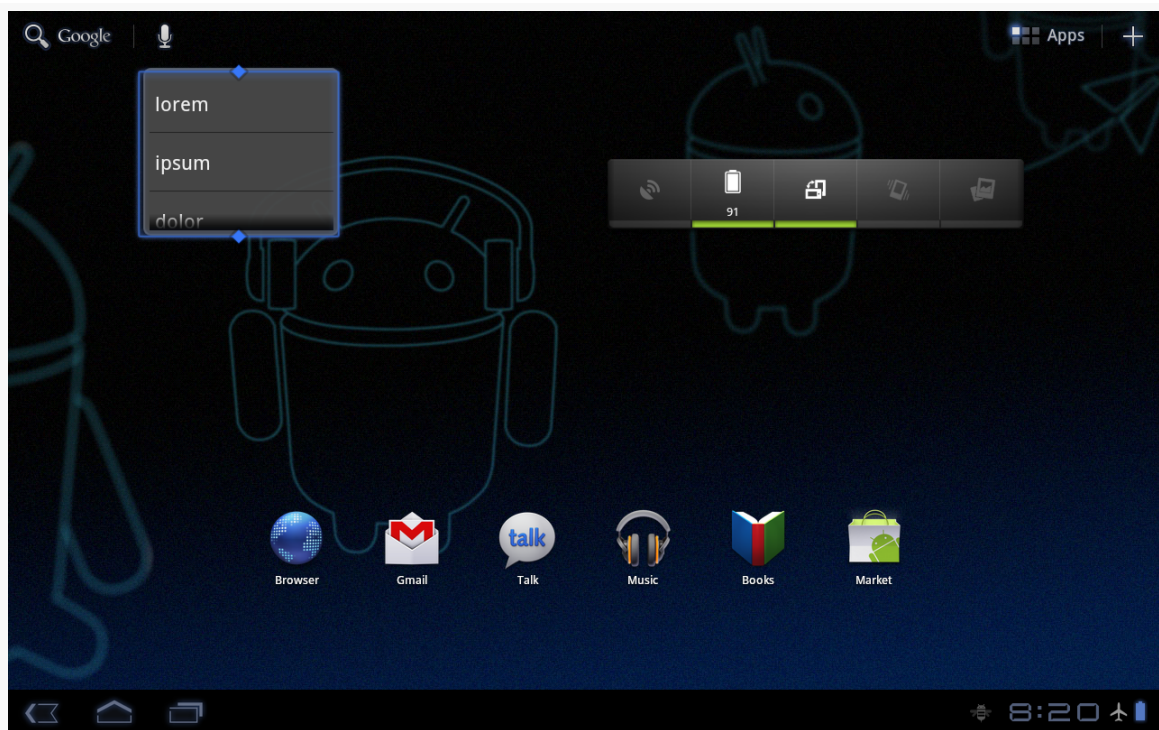 Google
Apps
lorem
ipsum
dolor
91
talk
Browser
Gmail
Talk
Music
Books
Market
8:20